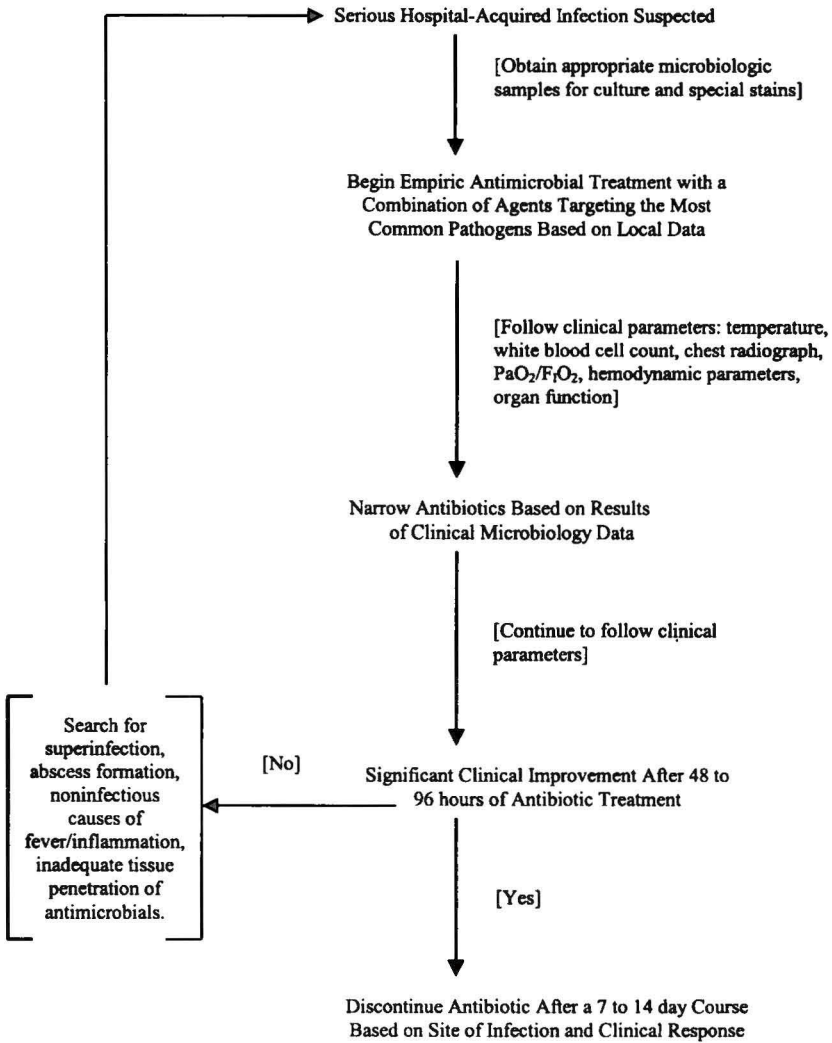 Serious Hospital-Acquired Infection Suspected
[Obtain appropriate microbiologic
samples for culture and special stains]
Begin Empiric Antimicrobial Treatment with a
Combination of Agents Targeting the Most
Common Pathogens Based on Local Data
[Follow clinical parameters: temperature,
white blood cell count, chest radiograph,
PaO₂/FᵢO₂, hemodynamic parameters,
organ function]
Narrow Antibiotics Based on Results
of Clinical Microbiology Data
[Continue to follow clinical
parameters]
Significant Clinical Improvement After 48 to
96 hours of Antibiotic Treatment
[No]
Search for
superinfection,
abscess formation,
noninfectious
causes of
fever/inflammation,
inadequate tissue
penetration of
antimicrobials.
[Yes]
Discontinue Antibiotic After a 7 to 14 day Course
Based on Site of Infection and Clinical Response